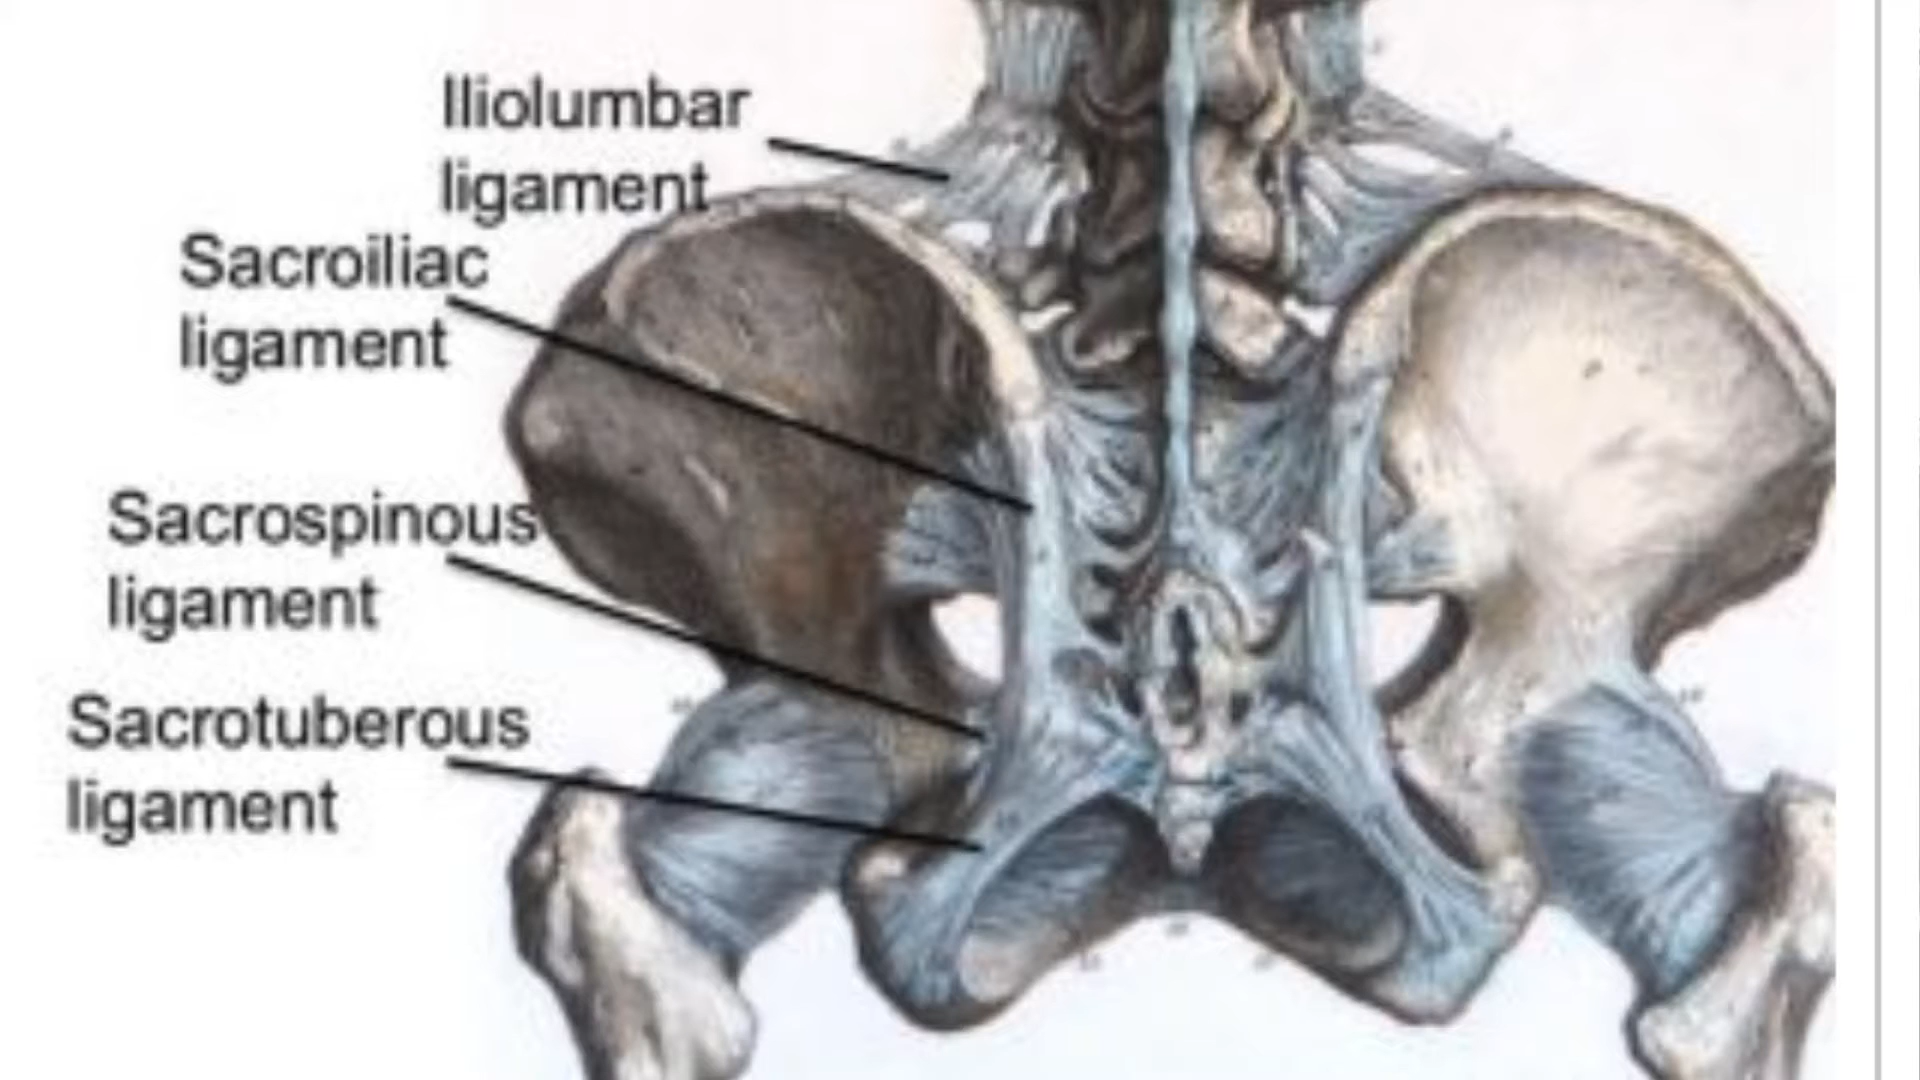 Iliolumbar
ligament
Sacroiliac
ligament
Sacrospinous
ligament
Sacrotuberous
ligament